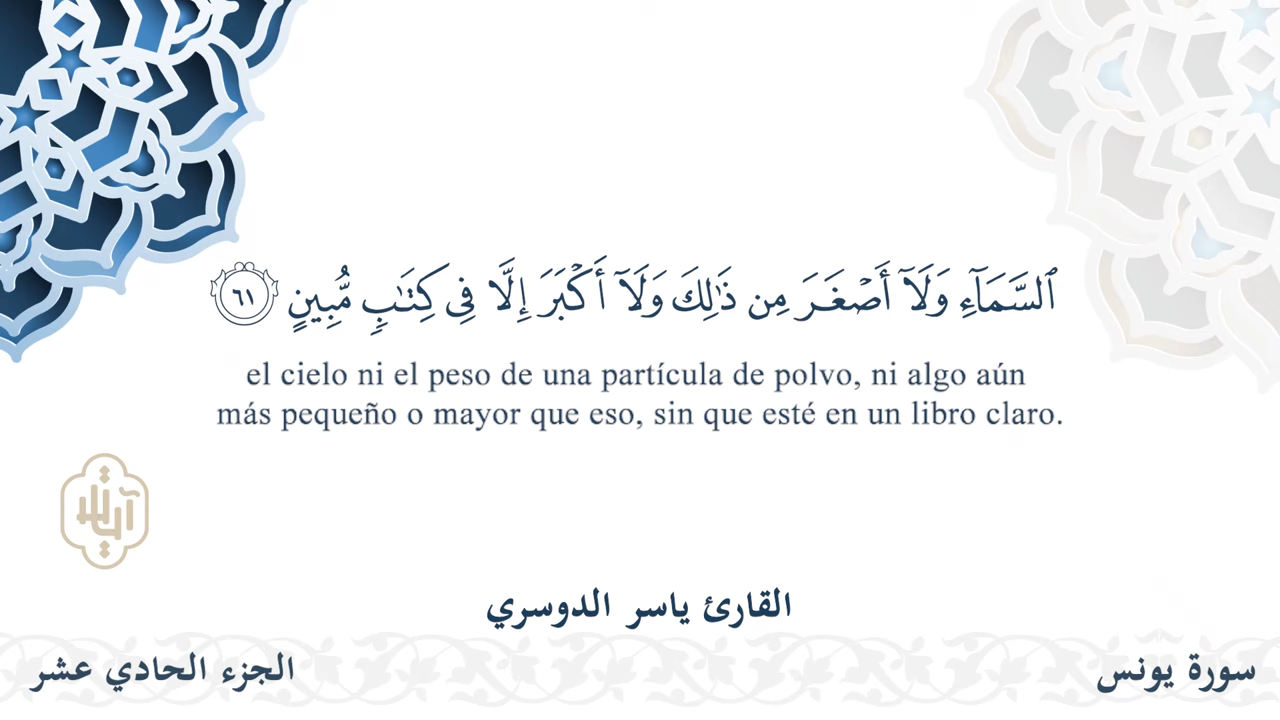 ٱلسَّمَآءِ وَلَآ أَصۡغَرَ مِن ذَٰلِكَ وَلَآ أَكۡبَرَ إِلَّا فِى كِتَـٰبٍ مُّبِينٍ ٦١
el cielo ni el peso de una partícula de polvo, ni algo aún
más pequeño o mayor que eso, sin que esté en un libro claro.
القارئ ياسر الدوسري
سورة يونس
الجزء الحادي عشر